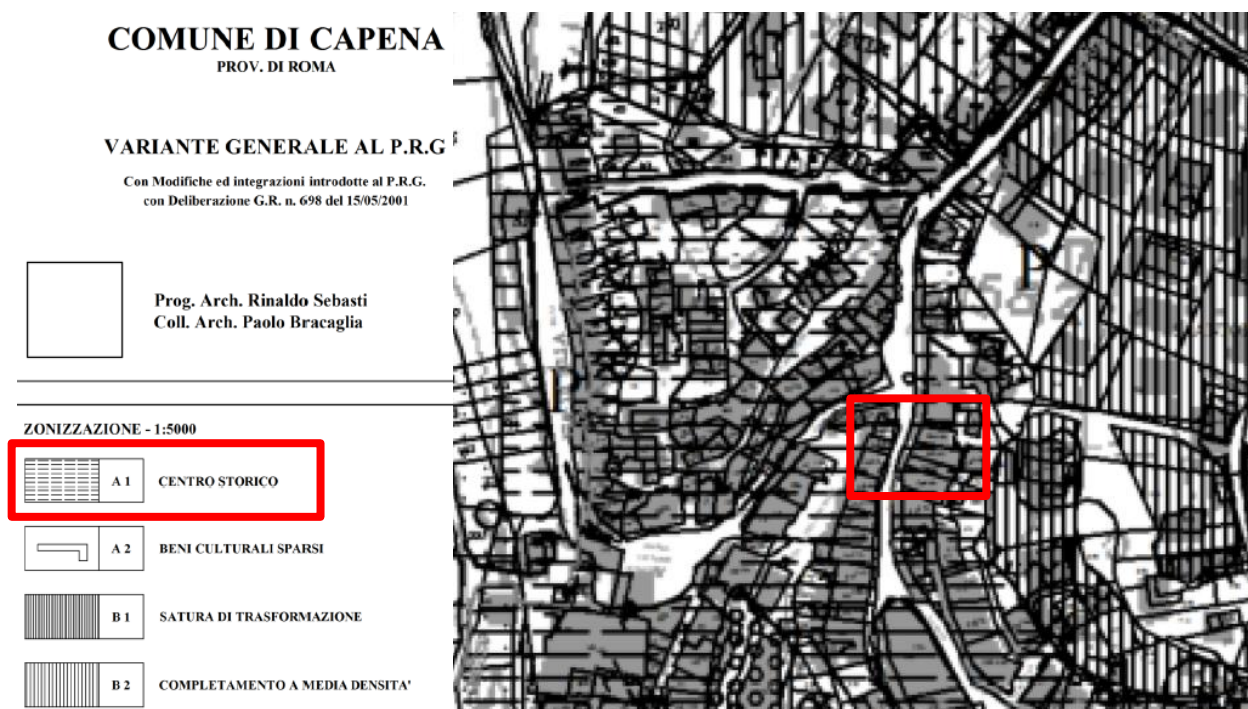 COMUNE DI CAPENA
PROV. DI ROMA
VARIANTE GENERALE AL P.R.G
Con Modifiche ed integrazioni introdotte al P.R.G.
con Deliberazione G.R. n. 698 del 15/05/2001
Prog. Arch. Rinaldo Sebasti
Coll. Arch. Paolo Bracaglia
ZONIZZAZIONE - 1:5000
A 1 CENTRO STORICO
A 2 BENI CULTURALI SPARSI
B 1 SATURA DI TRASFORMAZIONE
B 2 COMPLETAMENTO A MEDIA DENSITA'
P
P